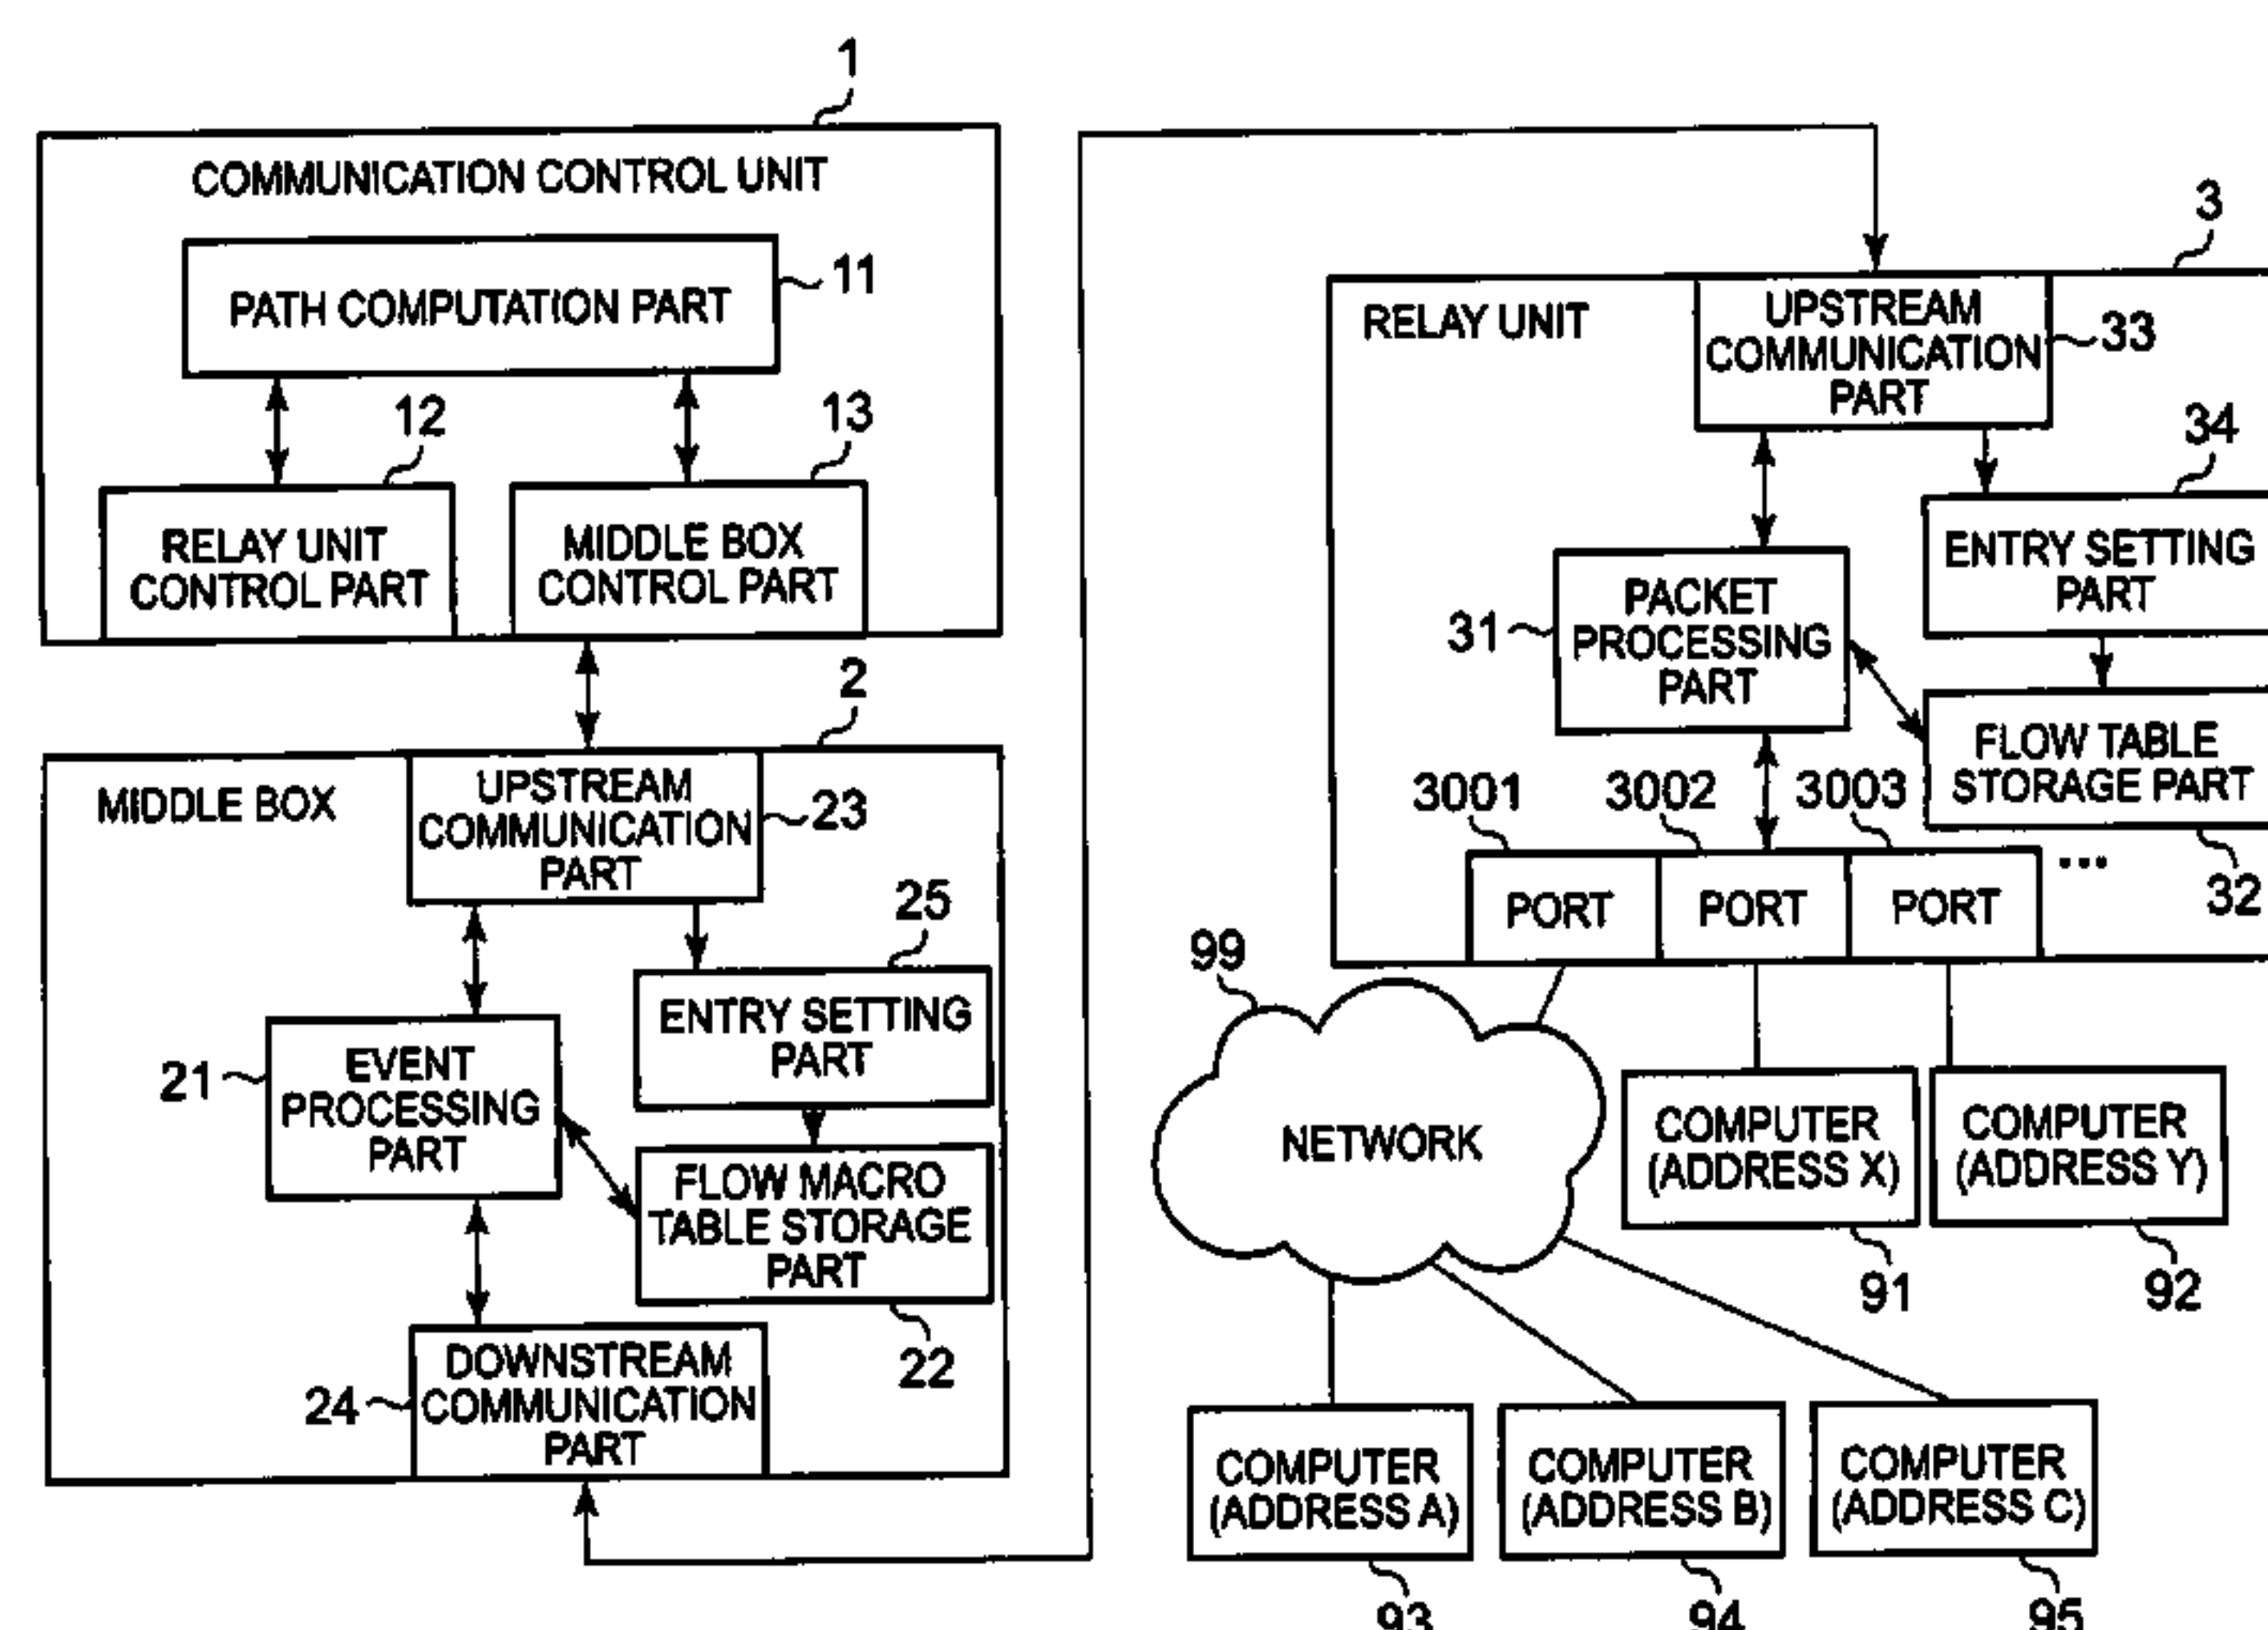 1
COMMUNICATION CONTROL UNIT
PATH COMPUTATION PART
11
12
13
RELAY UNIT
CONTROL PART
MIDDLE BOX
CONTROL PART
2
MIDDLE BOX
UPSTREAM
COMMUNICATION
PART
23
25
ENTRY SETTING
PART
21
EVENT
PROCESSING
PART
FLOW MACRO
TABLE STORAGE
PART
22
24
DOWNSTREAM
COMMUNICATION
PART
3
RELAY UNIT
UPSTREAM
COMMUNICATION
PART
33
34
ENTRY SETTING
PART
31
PACKET
PROCESSING
PART
FLOW TABLE
STORAGE PART
32
3001
3002
3003
PORT
PORT
PORT
...
99
NETWORK
COMPUTER
(ADDRESS X)
91
COMPUTER
(ADDRESS Y)
92
COMPUTER
(ADDRESS A)
93
COMPUTER
(ADDRESS B)
94
COMPUTER
(ADDRESS C)
95